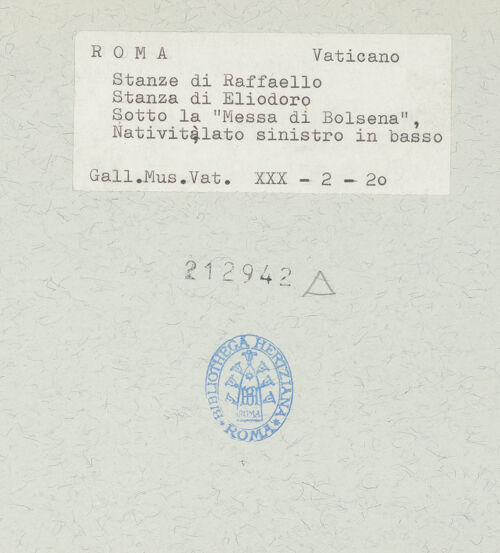 ROMA Vaticano
Stanze di Raffaello
Stanza di Eliodoro
Sotto la "Messa di Bolsena",
Natività,lato sinistro in basso
Gall.Mus.Vat. XXX - 2 - 20
212942
BIBLIOTHECA HERTZIANA
ROMA
ROMA